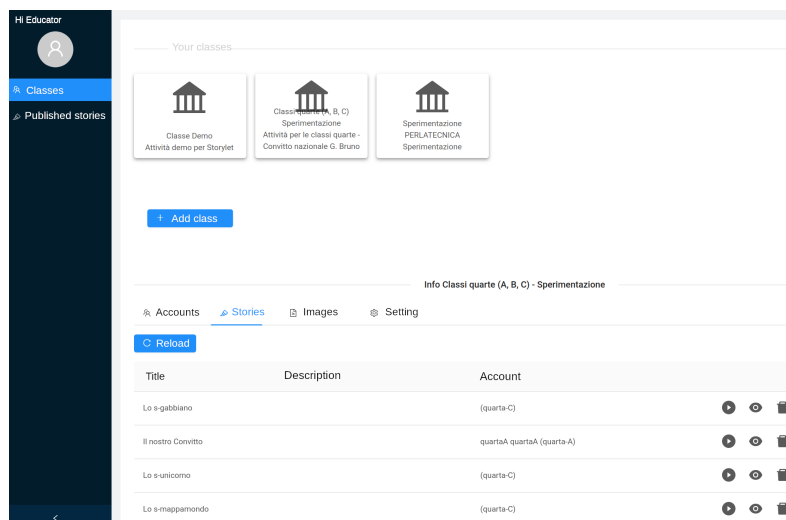 Hi Educator
Classes
Published stories
Your classes
Classe Demo
Attività demo per Storylet
Classi quarte (A, B, C)
Sperimentazione
Attività per le classi quarte -
Convitto nazionale G. Bruno
Sperimentazione
PERLATECNICA
Sperimentazione
+ Add class
Info Classi quarte (A, B, C) - Sperimentazione
Accounts Stories Images Setting
Reload
Title Description Account
Lo s-gabbiano (quarta-C)
Il nostro Convitto quartaA quartaA (quarta-A)
Lo s-unicorno (quarta-C)
Lo s-mappamondo (quarta-C)